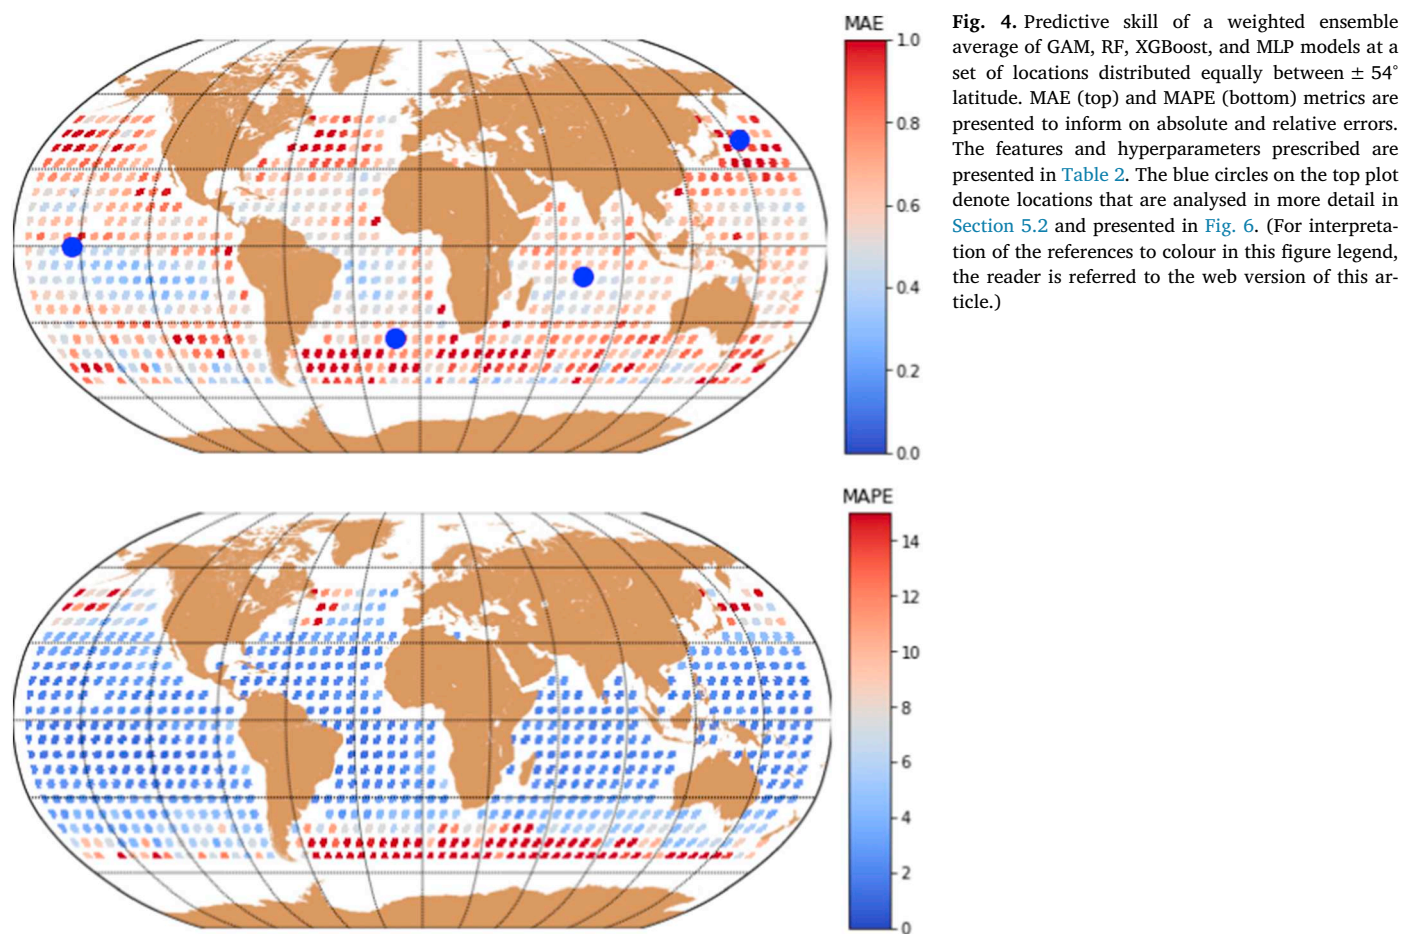 MAE
1.0
0.8
0.6
0.4
0.2
0.0
Fig. 4. Predictive skill of a weighted ensemble
average of GAM, RF, XGBoost, and MLP models at a
set of locations distributed equally between ± 54°
latitude. MAE (top) and MAPE (bottom) metrics are
presented to inform on absolute and relative errors.
The features and hyperparameters prescribed are
presented in Table 2. The blue circles on the top plot
denote locations that are analysed in more detail in
Section 5.2 and presented in Fig. 6. (For interpreta-
tion of the references to colour in this figure legend,
the reader is referred to the web version of this ar-
ticle.)
MAPE
14
12
10
8
6
4
2
0